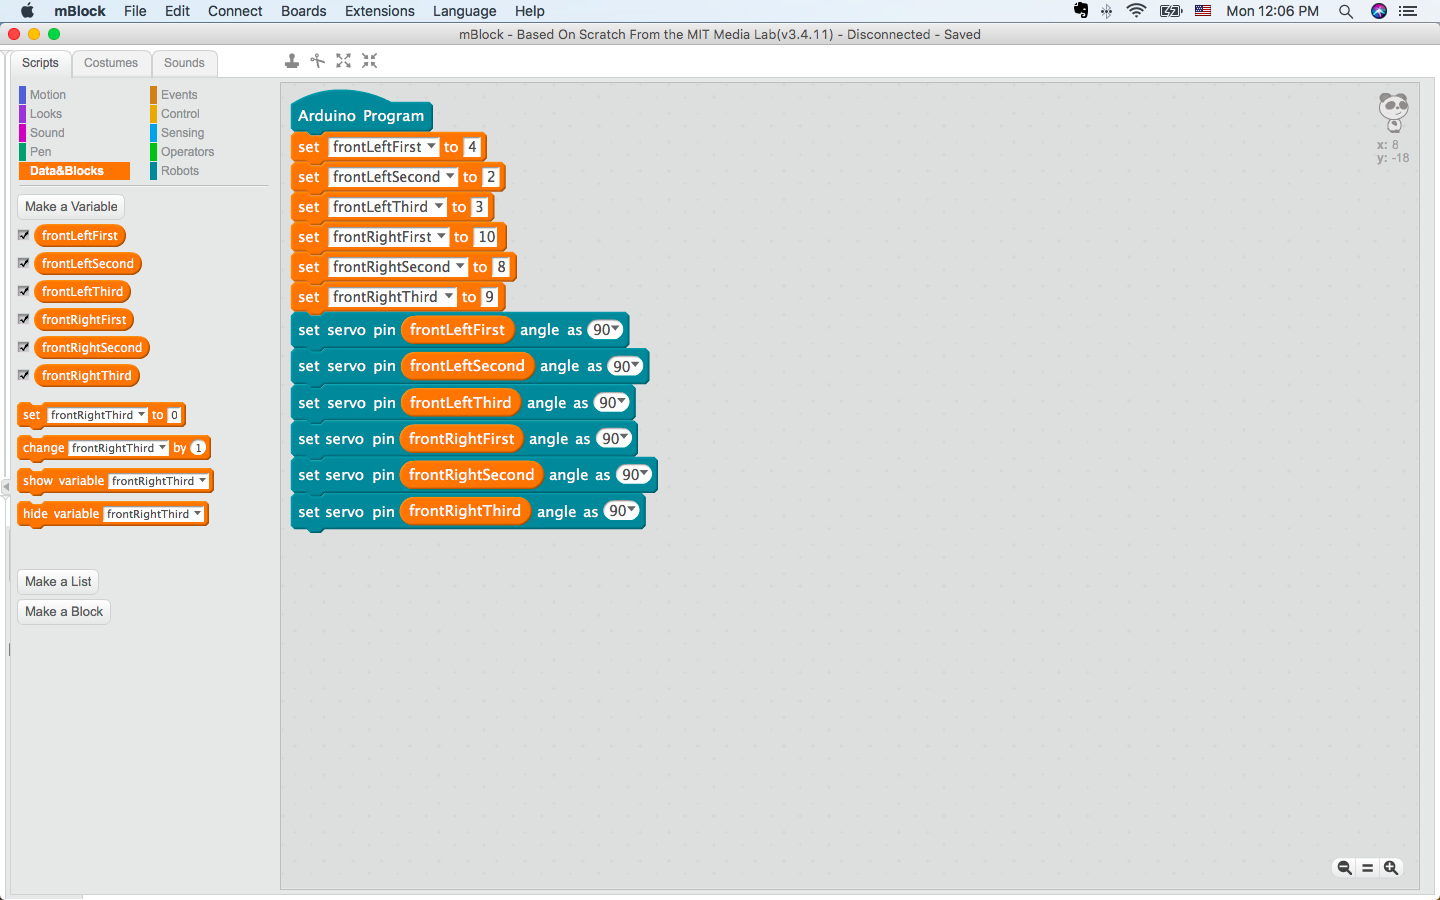 mBlock File Edit Connect Boards Extensions Language Help Mon 12:06 PM
mBlock - Based On Scratch From the MIT Media Lab(v3.4.11) - Disconnected - Saved
Scripts Costumes Sounds
Motion Events
Looks Control
Sound Sensing
Pen Operators
Data&Blocks Robots
Make a Variable
frontLeftFirst
frontLeftSecond
frontLeftThird
frontRightFirst
frontRightSecond
frontRightThird
set frontRightThird to 0
change frontRightThird by 1
show variable frontRightThird
hide variable frontRightThird
Make a List
Make a Block
Arduino Program
set frontLeftFirst to 4
set frontLeftSecond to 2
set frontLeftThird to 3
set frontRightFirst to 10
set frontRightSecond to 8
set frontRightThird to 9
set servo pin frontLeftFirst angle as 90
set servo pin frontLeftSecond angle as 90
set servo pin frontLeftThird angle as 90
set servo pin frontRightFirst angle as 90
set servo pin frontRightSecond angle as 90
set servo pin frontRightThird angle as 90
x: 8
y: -18